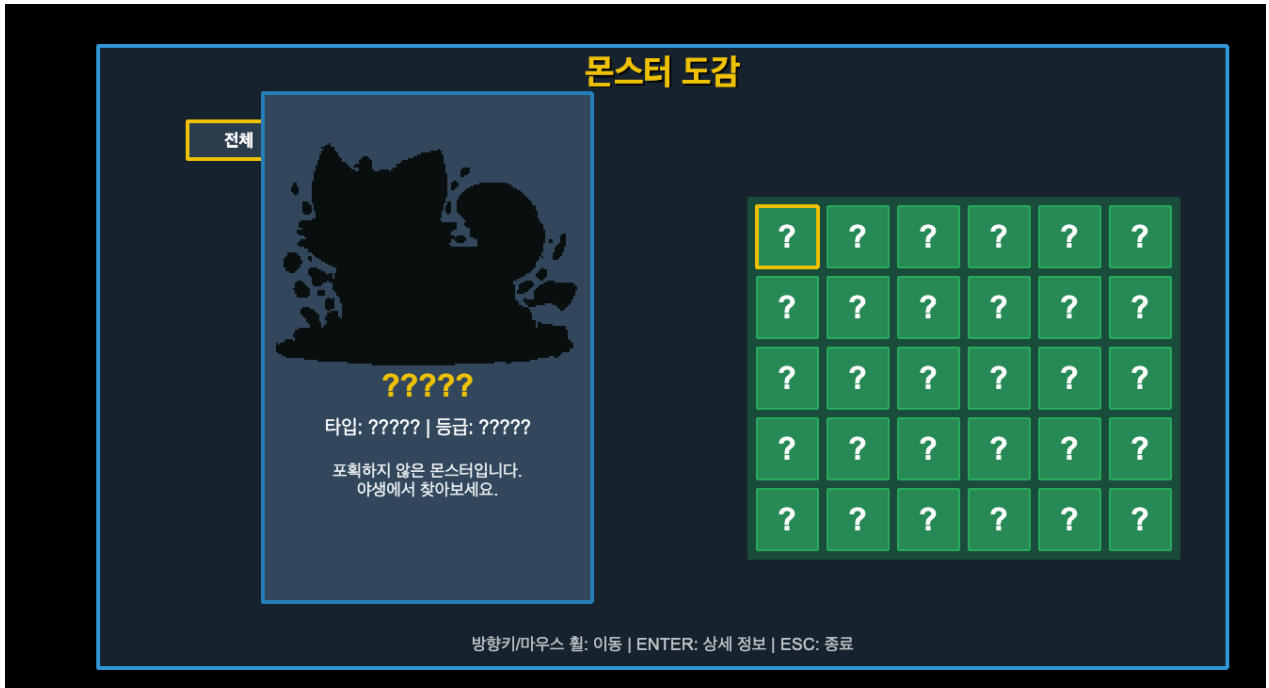 몬스터 도감
전체
?????
타입: ????? | 등급: ?????
포획하지 않은 몬스터입니다.
야생에서 찾아보세요.
? ? ? ? ? ?
? ? ? ? ? ?
? ? ? ? ? ?
? ? ? ? ? ?
? ? ? ? ? ?
방향키/마우스 휠: 이동 | ENTER: 상세 정보 | ESC: 종료